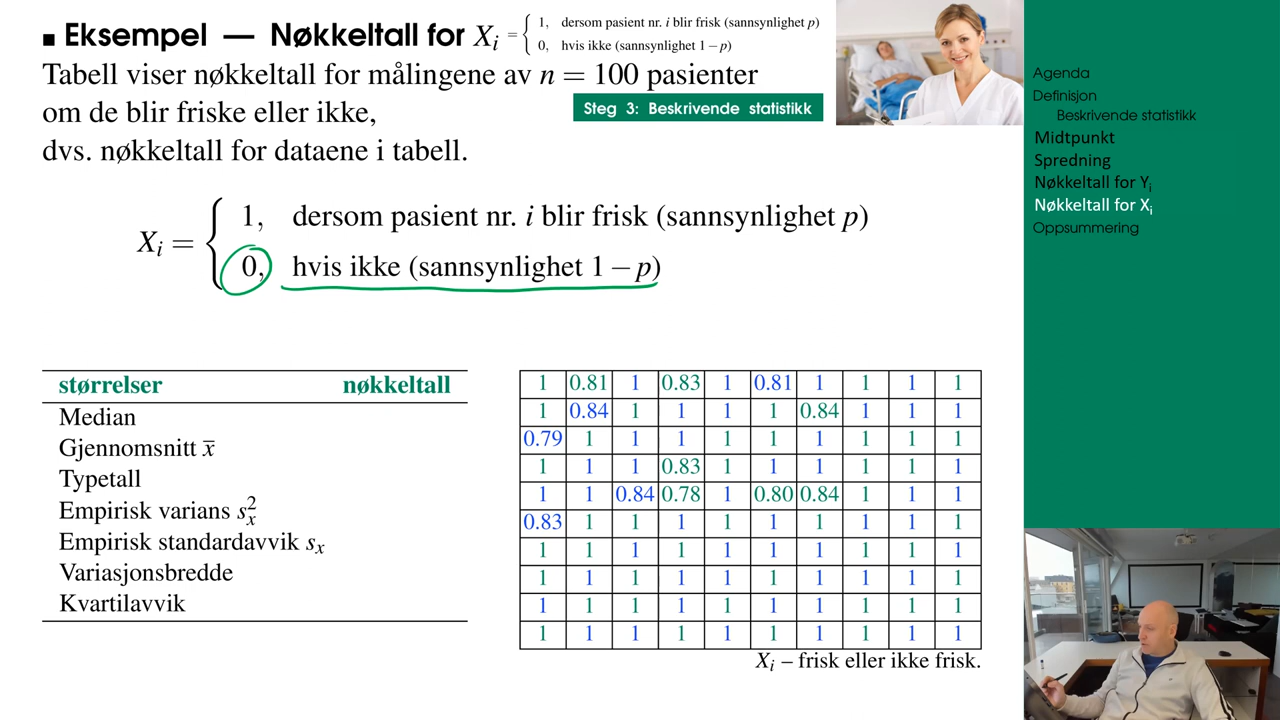 Eksempel — Nøkkeltall for Xi = { 1, dersom pasient nr. i blir frisk (sannsynlighet p)
0, hvis ikke (sannsynlighet 1 − p)
Tabell viser nøkkeltall for målingene av n = 100 pasienter
om de blir friske eller ikke,
Steg 3: Beskrivende statistikk
dvs. nøkkeltall for dataene i tabell.
Xi = { 1, dersom pasient nr. i blir frisk (sannsynlighet p)
0, hvis ikke (sannsynlighet 1 − p)
størrelser nøkkeltall
Median
Gjennomsnitt x̅
Typetall
Empirisk varians s²x
Empirisk standardavvik sx
Variasjonsbredde
Kvartilavvik
1 0.81 1 0.83 1 0.81 1 1 1 1
1 0.84 1 1 1 1 0.84 1 1 1
0.79 1 1 1 1 1 1 1 1 1
1 1 1 0.83 1 1 1 1 1 1
1 1 0.84 0.78 1 0.80 0.84 1 1 1
0.83 1 1 1 1 1 1 1 1 1
1 1 1 1 1 1 1 1 1 1
1 1 1 1 1 1 1 1 1 1
1 1 1 1 1 1 1 1 1 1
1 1 1 1 1 1 1 1 1 1
Xi – frisk eller ikke frisk.
Agenda
Definisjon
Beskrivende statistikk
Midtpunkt
Spredning
Nøkkeltall for Yi
Nøkkeltall for Xi
Oppsummering